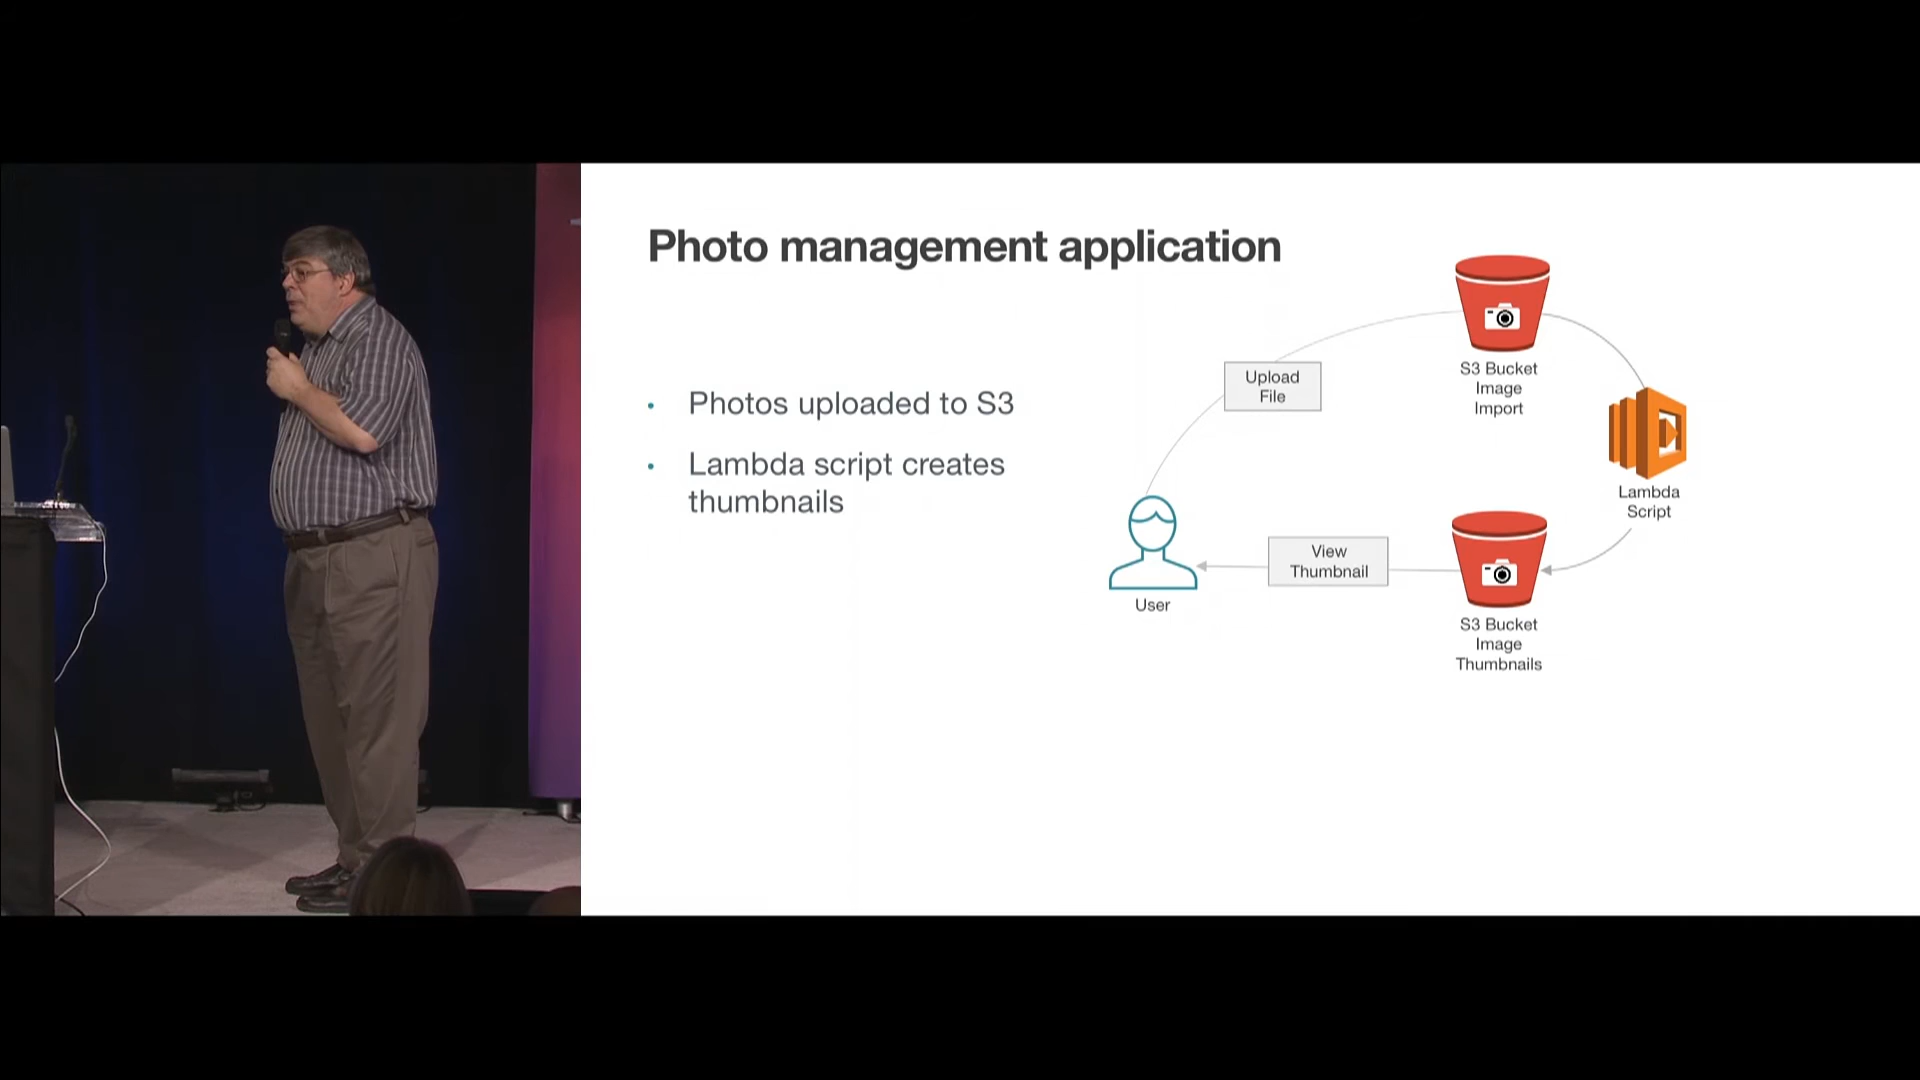 Photo management application
• Photos uploaded to S3
• Lambda script creates
thumbnails
Upload
File
S3 Bucket
Image
Import
Lambda
Script
View
Thumbnail
User
S3 Bucket
Image
Thumbnails